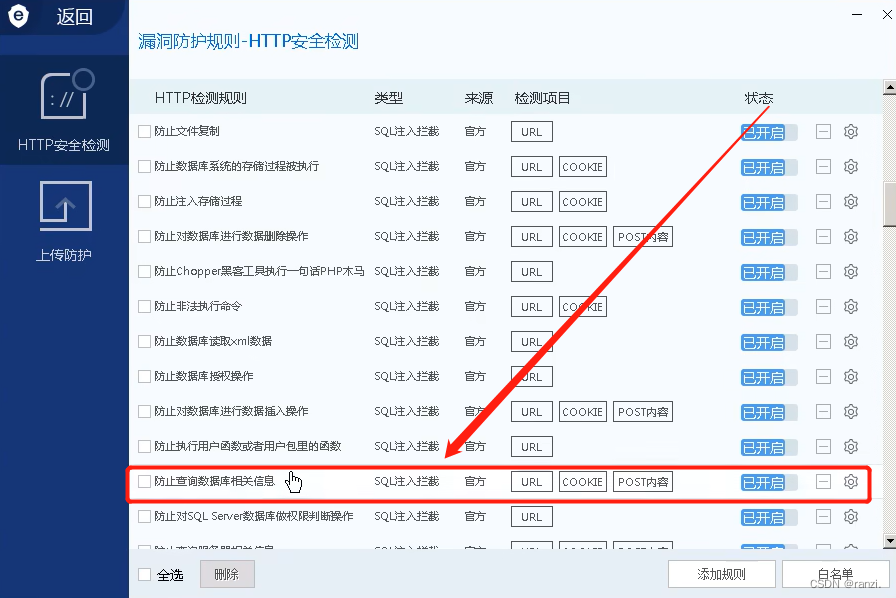 返回
HTTP安全检测
上传防护
漏洞防护规则-HTTP安全检测
HTTP检测规则 类型 来源 检测项目 状态
防止文件复制 SQL注入拦截 官方 URL 已开启
防止数据库系统的存储过程被执行 SQL注入拦截 官方 URL COOKIE 已开启
防止注入存储过程 SQL注入拦截 官方 URL COOKIE 已开启
防止对数据库进行数据删除操作 SQL注入拦截 官方 URL COOKIE POST内容 已开启
防止Chopper黑客工具执行一句话PHP木马 SQL注入拦截 官方 URL 已开启
防止非法执行命令 SQL注入拦截 官方 URL COOKIE 已开启
防止数据库读取xml数据 SQL注入拦截 官方 URL 已开启
防止数据库授权操作 SQL注入拦截 官方 URL 已开启
防止对数据库进行数据插入操作 SQL注入拦截 官方 URL COOKIE POST内容 已开启
防止执行用户函数或者用户包里的函数 SQL注入拦截 官方 URL 已开启
防止查询数据库相关信息 SQL注入拦截 官方 URL COOKIE POST内容 已开启
防止对SQL Server数据库做权限判断操作 SQL注入拦截 官方 URL 已开启
全选 删除 添加规则 白名单
CSDN @ranzi.